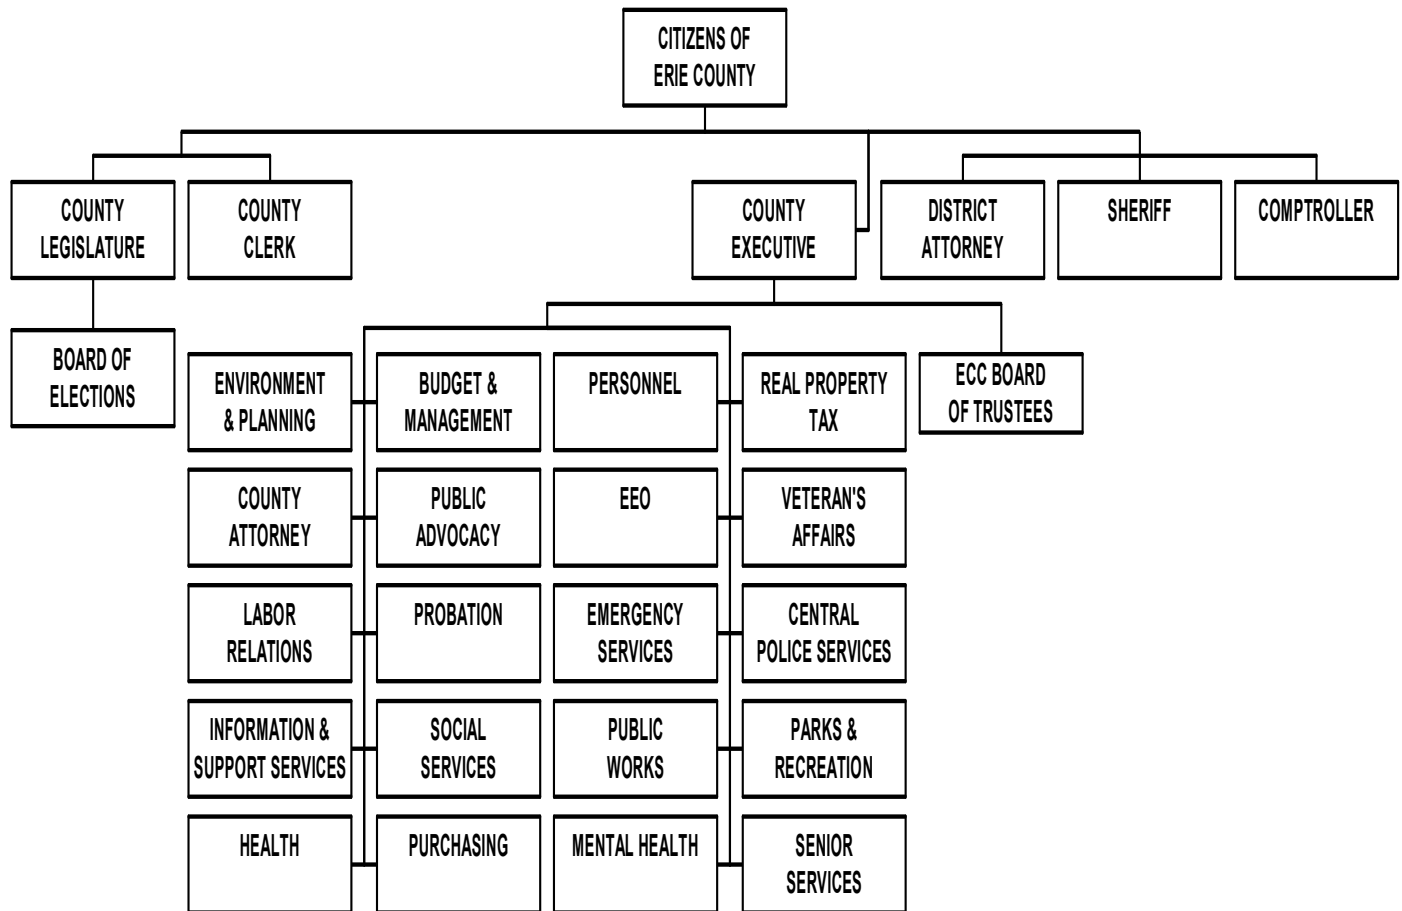 CITIZENS OF
ERIE COUNTY
COUNTY
LEGISLATURE
COUNTY
CLERK
COUNTY
EXECUTIVE
DISTRICT
ATTORNEY
SHERIFF
COMPTROLLER
BOARD OF
ELECTIONS
ENVIRONMENT
& PLANNING
BUDGET &
MANAGEMENT
PERSONNEL
REAL PROPERTY
TAX
ECC BOARD
OF TRUSTEES
COUNTY
ATTORNEY
PUBLIC
ADVOCACY
EEO
VETERAN'S
AFFAIRS
LABOR
RELATIONS
PROBATION
EMERGENCY
SERVICES
CENTRAL
POLICE SERVICES
INFORMATION &
SUPPORT SERVICES
SOCIAL
SERVICES
PUBLIC
WORKS
PARKS &
RECREATION
HEALTH
PURCHASING
MENTAL HEALTH
SENIOR
SERVICES